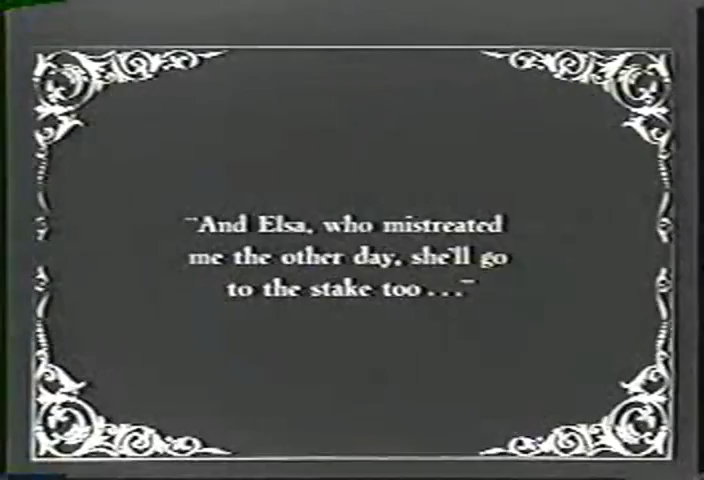 "And Elsa, who mistreated
me the other day, she'll go
to the stake too . . ."